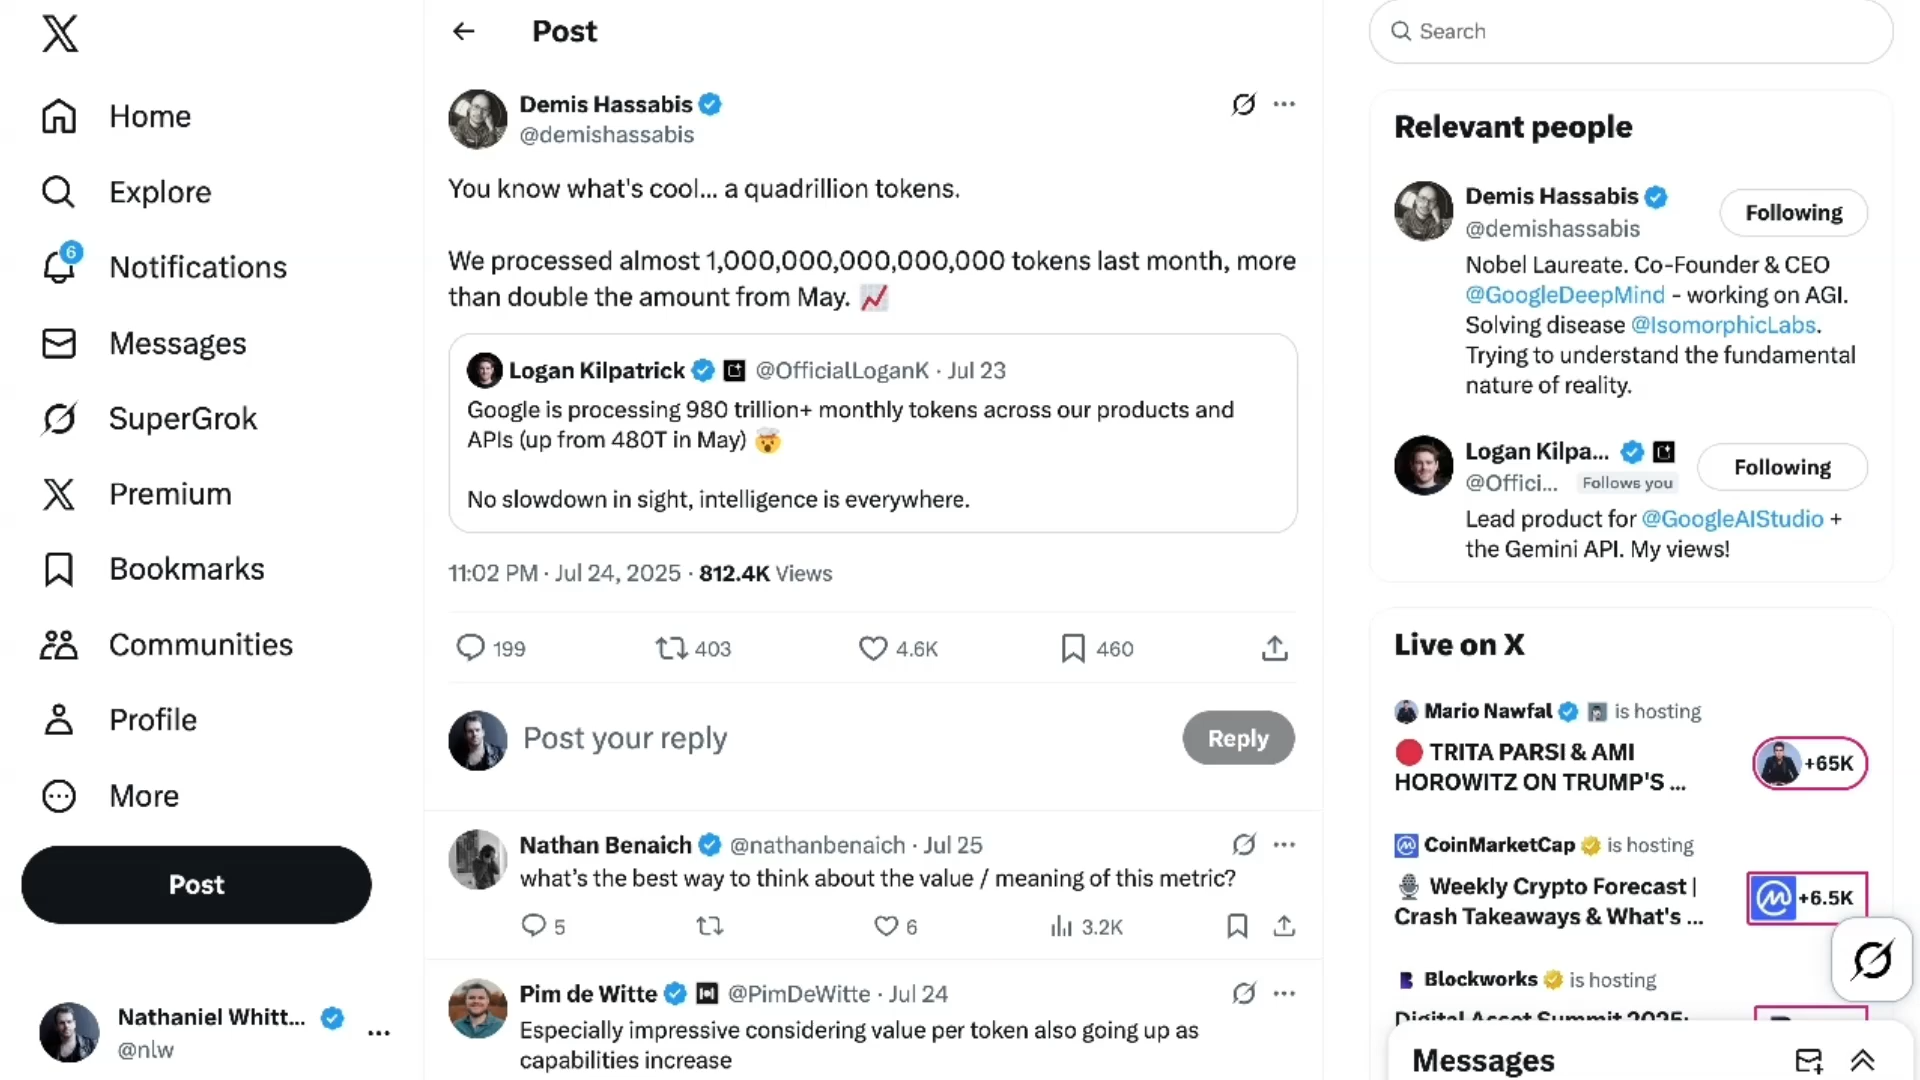 Home
Explore
6
Notifications
Messages
SuperGrok
Premium
Bookmarks
Communities
Profile
More
Post
Nathaniel Whitt...
@nlw
Post
Demis Hassabis
@demishassabis
You know what's cool... a quadrillion tokens.
We processed almost 1,000,000,000,000,000 tokens last month, more
than double the amount from May. 📈
Logan Kilpatrick @OfficialLoganK · Jul 23
Google is processing 980 trillion+ monthly tokens across our products and
APIs (up from 480T in May) 🤯
No slowdown in sight, intelligence is everywhere.
11:02 PM · Jul 24, 2025 · 812.4K Views
199 403 4.6K 460
Post your reply
Reply
Nathan Benaich @nathanbenaich · Jul 25
what's the best way to think about the value / meaning of this metric?
5 6 3.2K
Pim de Witte @PimDeWitte · Jul 24
Especially impressive considering value per token also going up as
capabilities increase
Search
Relevant people
Demis Hassabis
@demishassabis
Following
Nobel Laureate. Co-Founder & CEO
@GoogleDeepMind - working on AGI.
Solving disease @IsomorphicLabs.
Trying to understand the fundamental
nature of reality.
Logan Kilpa...
@Offici... Follows you
Following
Lead product for @GoogleAIStudio +
the Gemini API. My views!
Live on X
Mario Nawfal is hosting
🔴 TRITA PARSI & AMI
HOROWITZ ON TRUMP'S ...
+65K
CoinMarketCap is hosting
🎙️ Weekly Crypto Forecast |
Crash Takeaways & What's ...
+6.5K
Blockworks is hosting
Digital Asset Summit 2025:
Messages